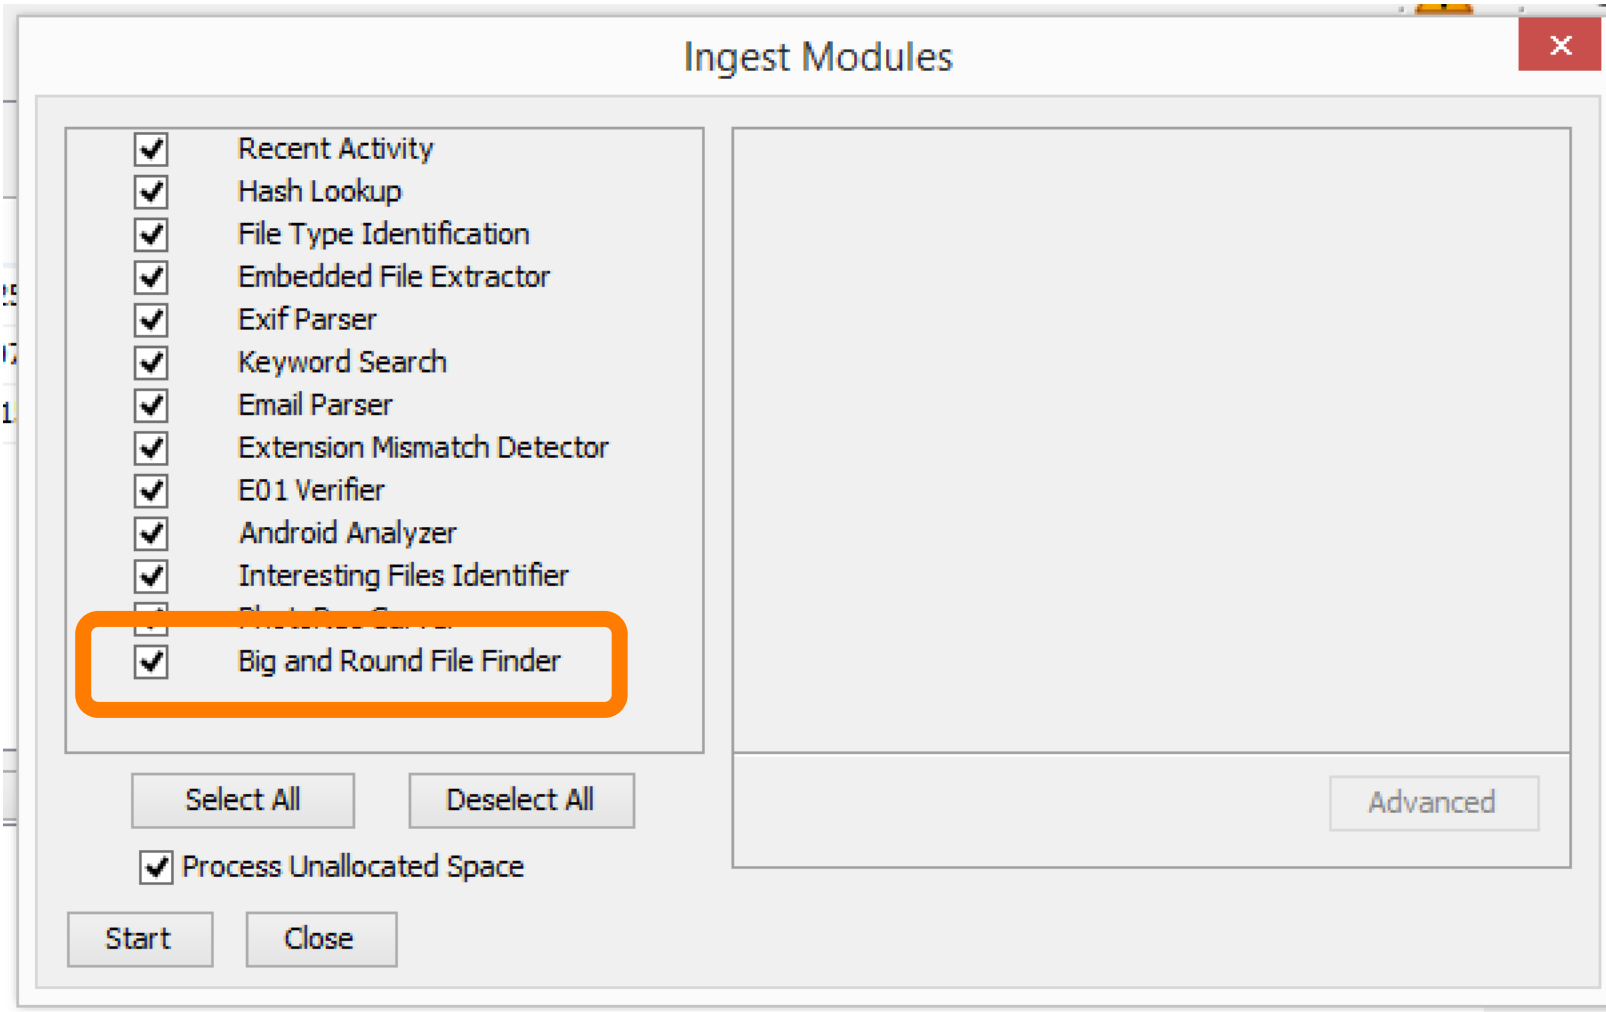 Ingest Modules
Recent Activity
Hash Lookup
File Type Identification
Embedded File Extractor
Exif Parser
Keyword Search
Email Parser
Extension Mismatch Detector
E01 Verifier
Android Analyzer
Interesting Files Identifier
Big and Round File Finder
Select All
Deselect All
Advanced
Process Unallocated Space
Start
Close